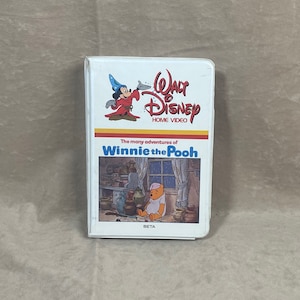 Walt
Disney
HOME VIDEO
The many adventures of
Winnie the Pooh
BETA